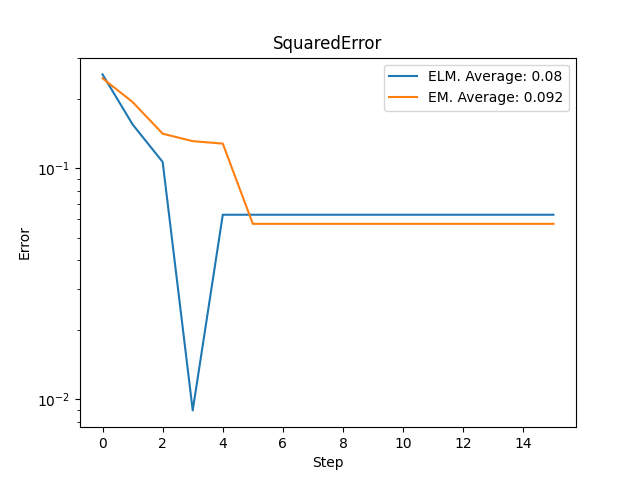 SquaredError
ELM. Average: 0.08
EM. Average: 0.092
10⁻¹
10⁻²
Error
0 2 4 6 8 10 12 14
Step